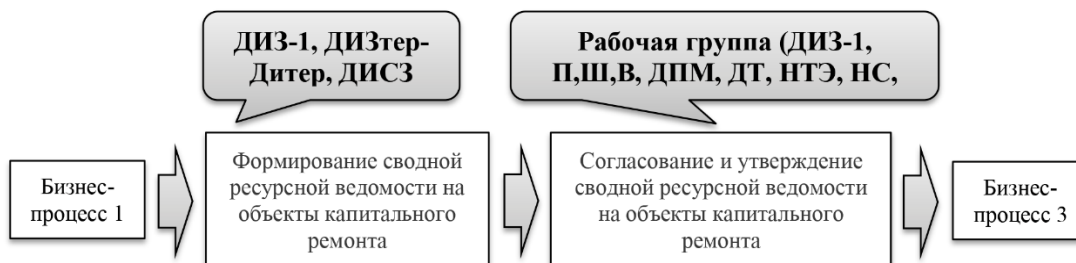 ДИЗ-1, ДИЗтер-
Дитер, ДИСЗ
Рабочая группа (ДИЗ-1,
П,Ш,В, ДПМ, ДТ, НТЭ, НС,
Бизнес-
процесс 1
Формирование сводной
ресурсной ведомости на
объекты капитального
ремонта
Согласование и утверждение
сводной ресурсной ведомости
на объекты капитального
ремонта
Бизнес-
процесс 3